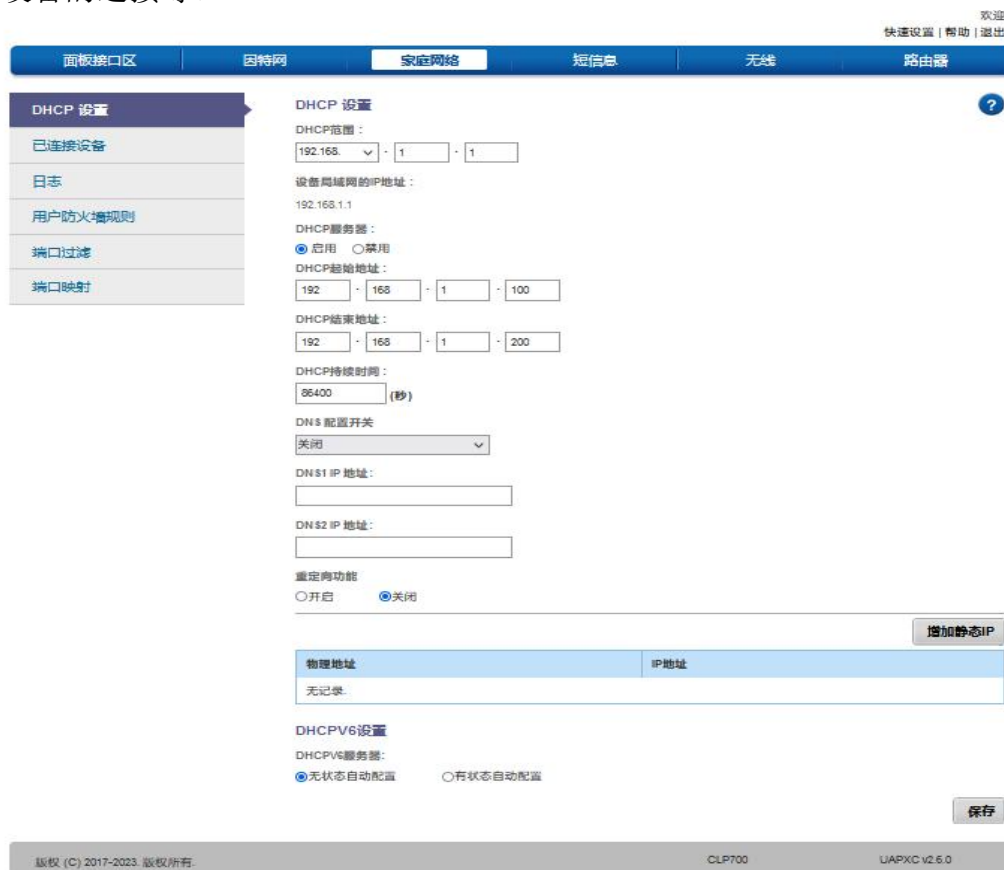 欢迎
快速设置 | 帮助 | 退出
面板接口区 因特网 家庭网络 短信息 无线 路由器
DHCP 设置
已连接设备
日志
用户防火墙规则
端口过滤
端口映射
DHCP 设置
?
DHCP范围：
192.168. - 1 - 1
设备局域网的IP地址：
192.168.1.1
DHCP服务器：
启用 禁用
DHCP起始地址：
192 - 168 - 1 - 100
DHCP结束地址：
192 - 168 - 1 - 200
DHCP持续时间：
86400 (秒)
DNS 配置开关
关闭
DNS1 IP 地址：
DNS2 IP 地址：
重定向功能
开启 关闭
增加静态IP
物理地址 IP地址
无记录.
DHCPV6设置
DHCPV6服务器:
无状态自动配置 有状态自动配置
保存
版权 (C) 2017-2023. 版权所有. CLP700 UAPXC v2.6.0